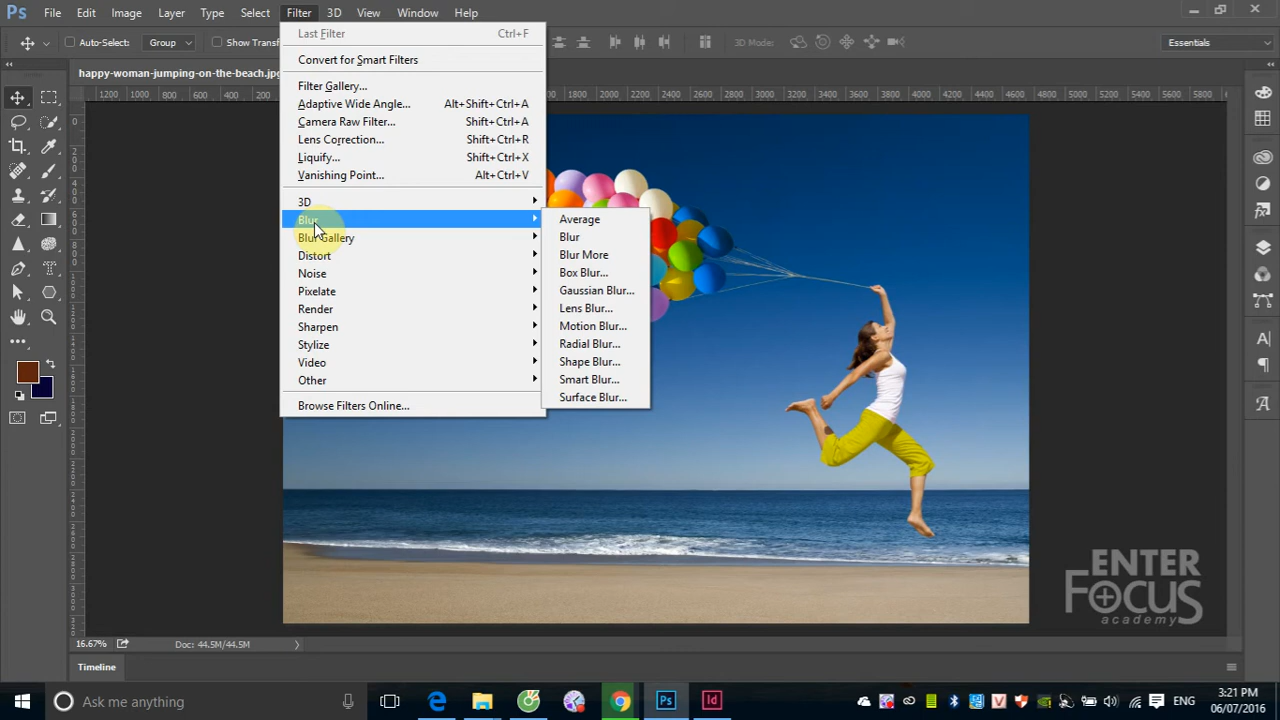 Ps File Edit Image Layer Type Select Filter 3D View Window Help
Auto-Select: Group Show Transf 3D Mode: Essentials
happy-woman-jumping-on-the-beach.jpg
1200 1000 800 600 400 200 1800 2000 2200 2400 2600 2800 3000 3200 3400 3600 3800 4000 4200 4400 4600 4800 5000 5200 5400 5600 5800
Last Filter Ctrl+F
Convert for Smart Filters
Filter Gallery...
Adaptive Wide Angle... Alt+Shift+Ctrl+A
Camera Raw Filter... Shift+Ctrl+A
Lens Correction... Shift+Ctrl+R
Liquify... Shift+Ctrl+X
Vanishing Point... Alt+Ctrl+V
3D
Blur
Blur Gallery
Distort
Noise
Pixelate
Render
Sharpen
Stylize
Video
Other
Browse Filters Online...
Average
Blur
Blur More
Box Blur...
Gaussian Blur...
Lens Blur...
Motion Blur...
Radial Blur...
Shape Blur...
Smart Blur...
Surface Blur...
ENTER
FOCUS
academy
16.67% Doc: 44.5M/44.5M
Timeline
Ask me anything
Ps Id
ENG
3:21 PM
06/07/2016